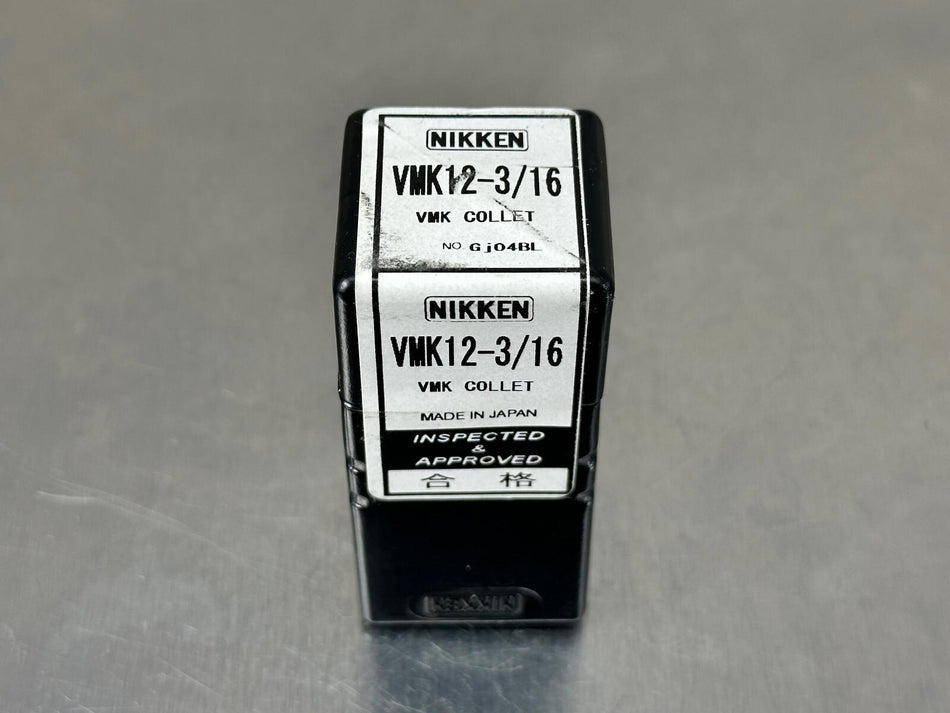 NIKKEN
VMK12-3/16
VMK COLLET
NO. Gj04BL
NIKKEN
VMK12-3/16
VMK COLLET
MADE IN JAPAN
INSPECTED
&
APPROVED
合 格
NIKKEN